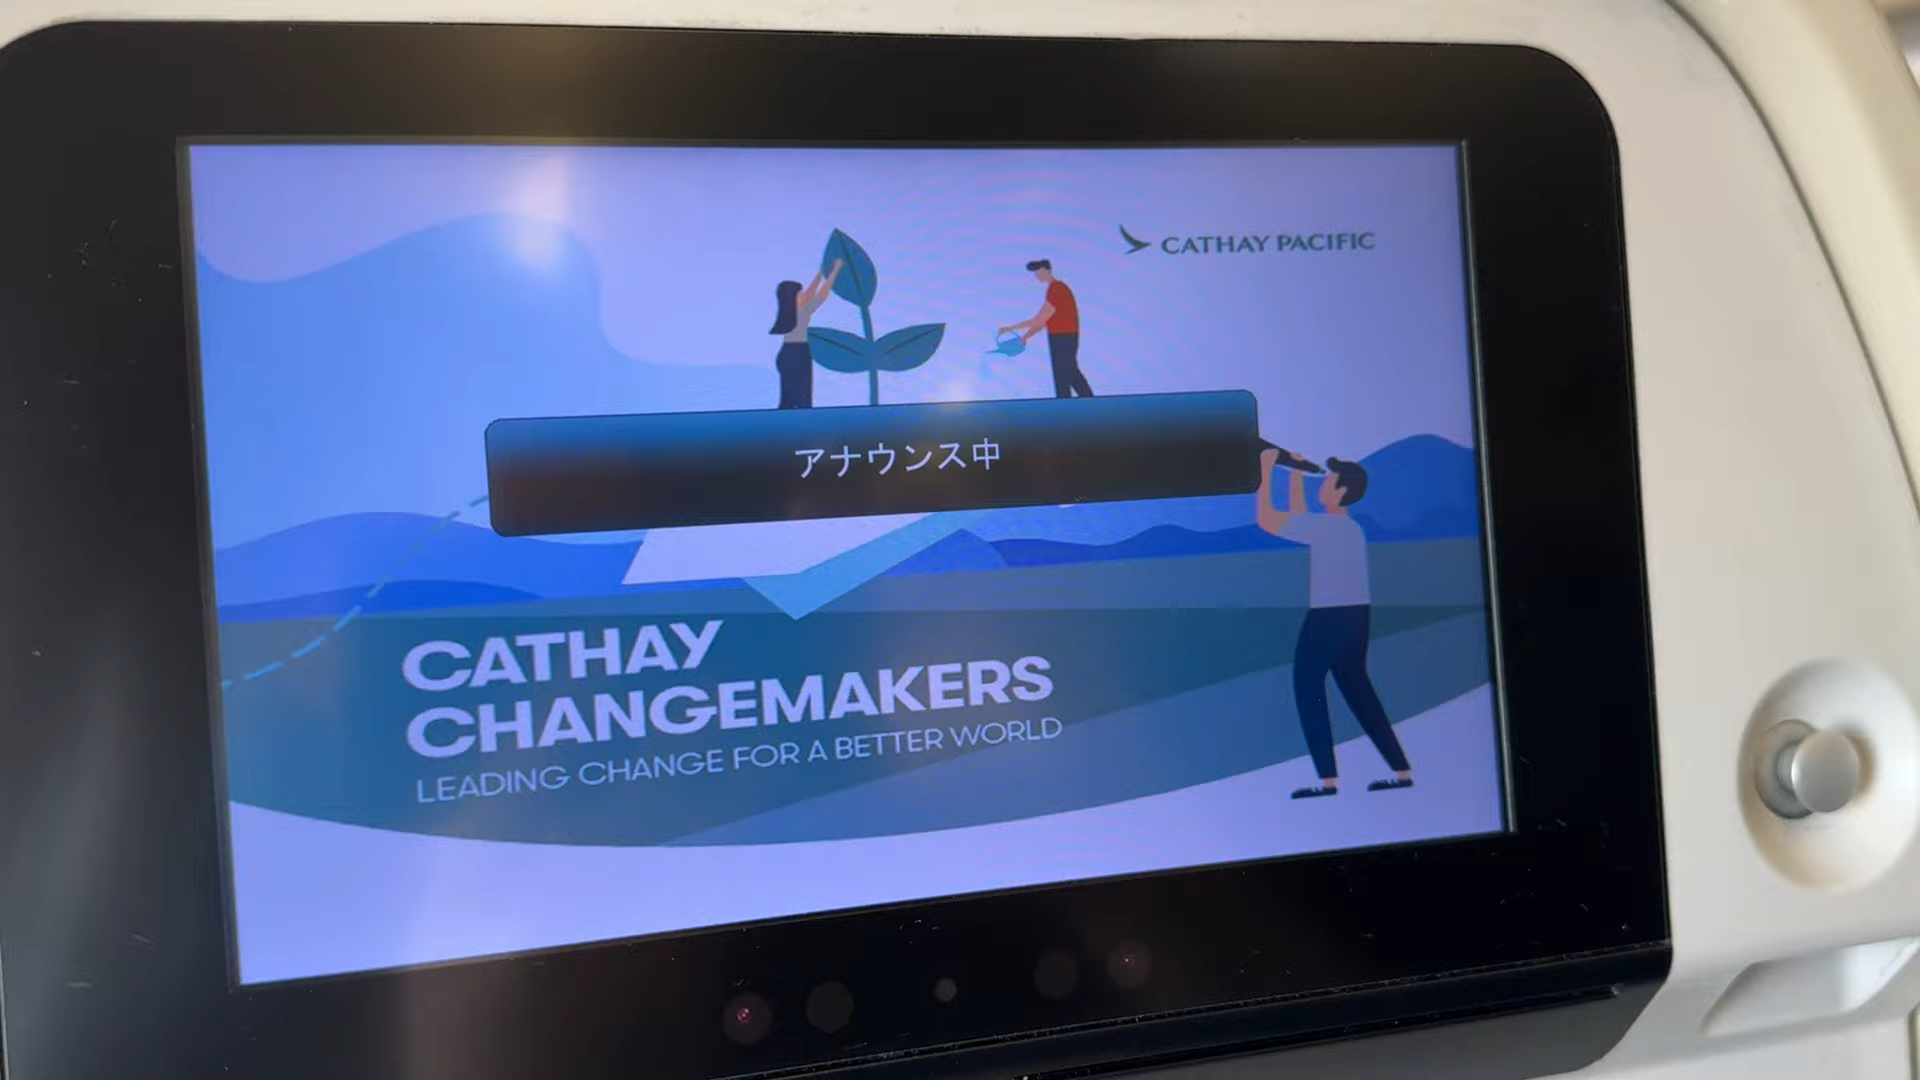 CATHAY PACIFIC
アナウンス中
CATHAY
CHANGEMAKERS
LEADING CHANGE FOR A BETTER WORLD